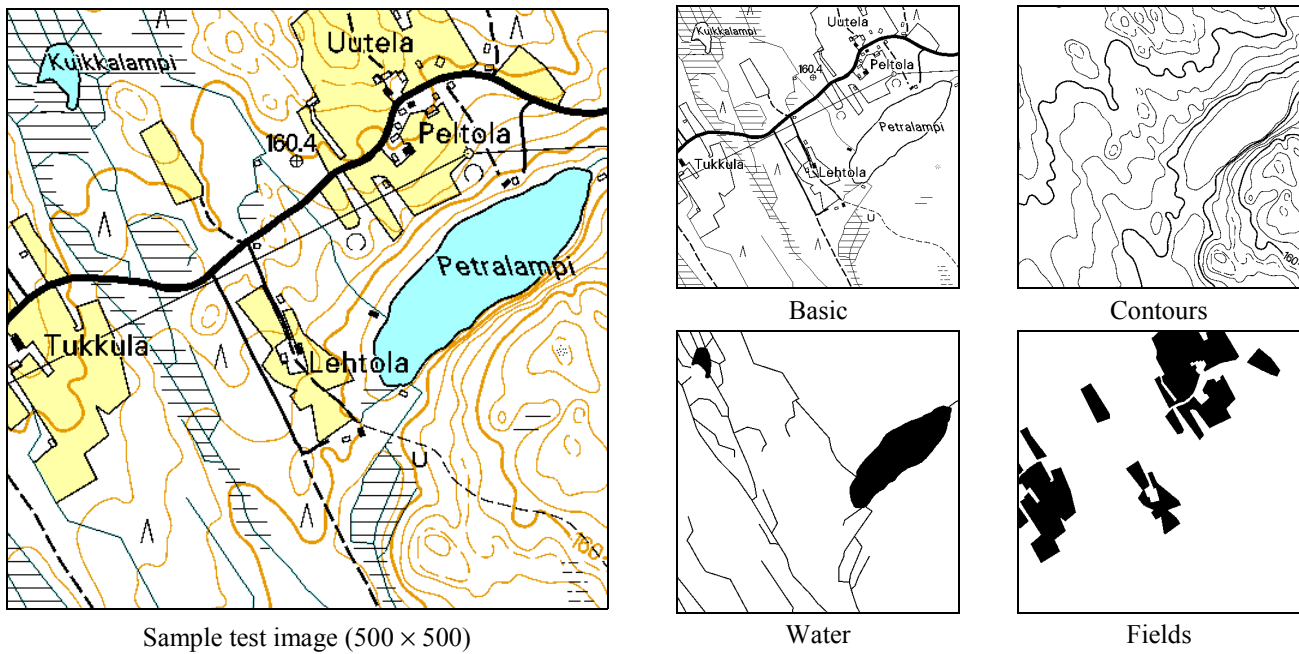 Kuikkalampi
Uutela
160.4
Peltola
Petralampi
Tukkula
Lehtola
U
160
Sample test image (500 × 500)
Kuikkalampi
Uutela
160.4
Peltola
Petralampi
Tukkula
Lehtola
U
Basic
160
Contours
Water
Fields